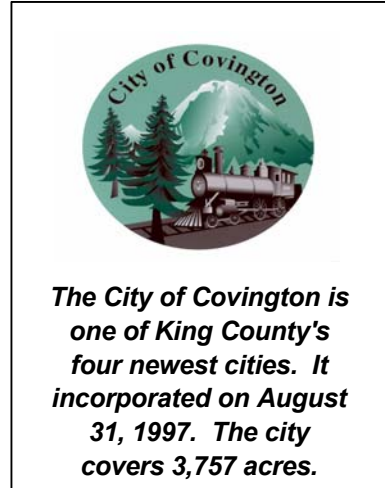 City of Covington
The City of Covington is
one of King County's
four newest cities.  It
incorporated on August
31, 1997.  The city
covers 3,757 acres.